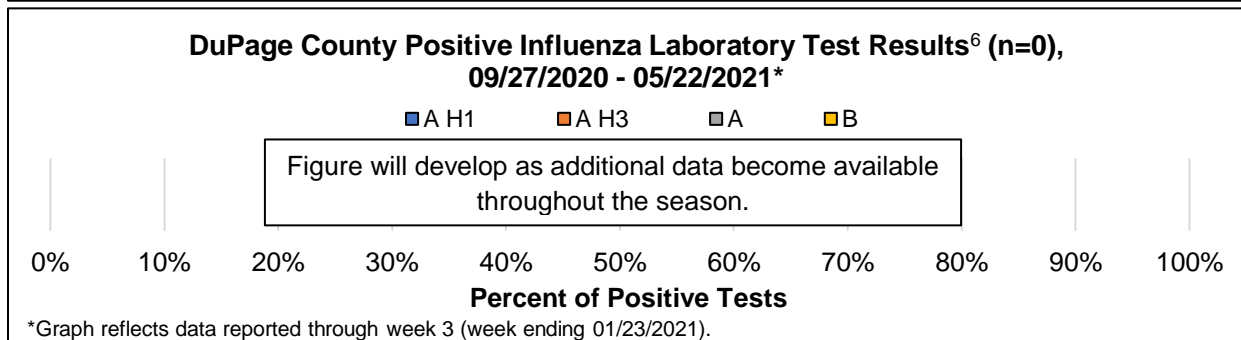 DuPage County Positive Influenza Laboratory Test Results⁶ (n=0),
09/27/2020 - 05/22/2021*
A H1 A H3 A B
Figure will develop as additional data become available
throughout the season.
0% 10% 20% 30% 40% 50% 60% 70% 80% 90% 100%
Percent of Positive Tests
*Graph reflects data reported through week 3 (week ending 01/23/2021).